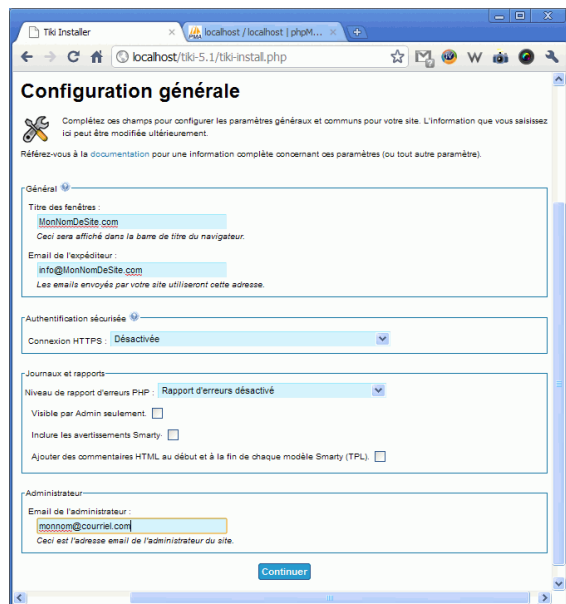 Tiki Installer
localhost / localhost | phpM...
localhost/tiki-5.1/tiki-install.php
Configuration générale
Complétez ces champs pour configurer les paramètres généraux et communs pour votre site. L'information que vous saisissez
ici peut être modifiée ultérieurement.
Référez-vous à la documentation pour une information complète concernant ces paramètres (ou tout autre paramètre).
Général
Titre des fenêtres :
MonNomDeSite.com
Ceci sera affiché dans la barre de titre du navigateur.
Email de l'expéditeur :
info@MonNomDeSite.com
Les emails envoyés par votre site utiliseront cette adresse.
Authentification sécurisée
Connexion HTTPS : Désactivée
Journaux et rapports
Niveau de rapport d'erreurs PHP : Rapport d'erreurs désactivé
Visible par Admin seulement.
Inclure les avertissements Smarty
Ajouter des commentaires HTML au début et à la fin de chaque modèle Smarty (TPL).
Administrateur
Email de l'administrateur :
monnom@courriel.com
Ceci est l'adresse email de l'administrateur du site.
Continuer